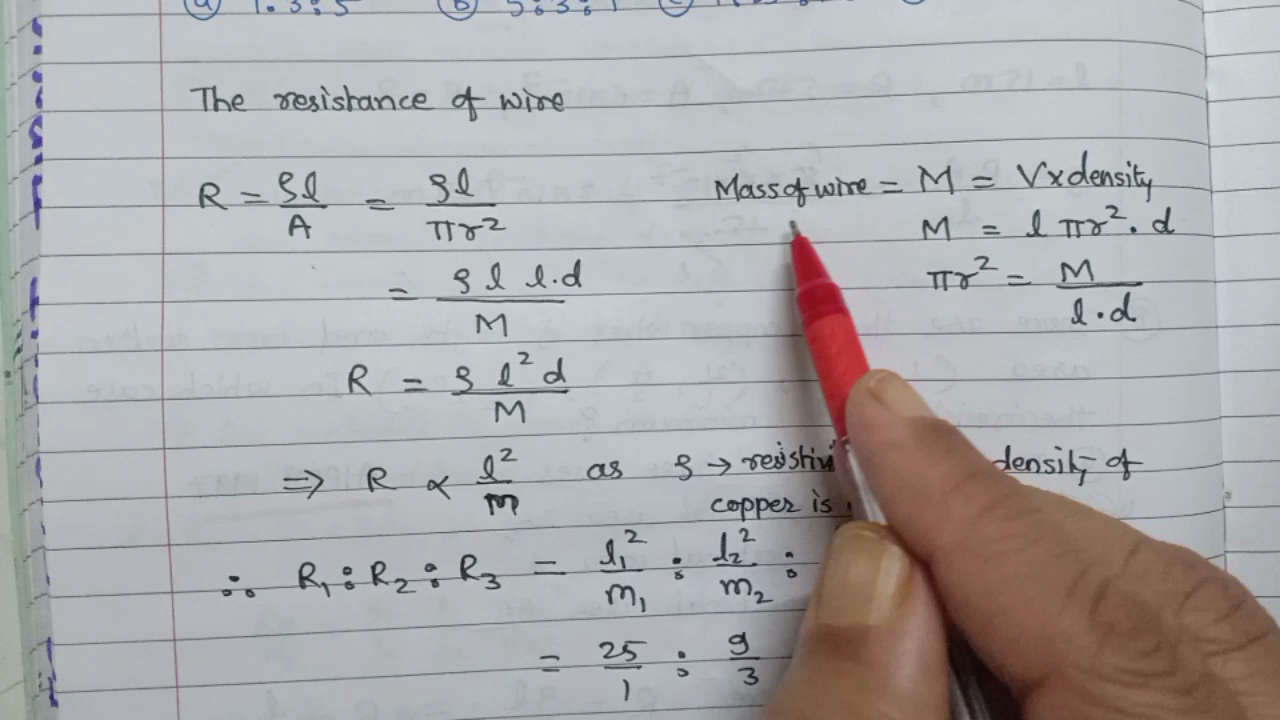 The resistance of wire
R = ρl/A = ρl/πr²
= ρ l l.d/M
R = ρ l² d/M
Mass of wire = M = V x density
M = l πr². d
πr² = M/l.d
⇒ R ∝ l²/m as ρ → density of
copper is
∴ R₁ : R₂ : R₃ = l₁²/m₁ : l₂²/m₂ :
= 25/1 : 9/3